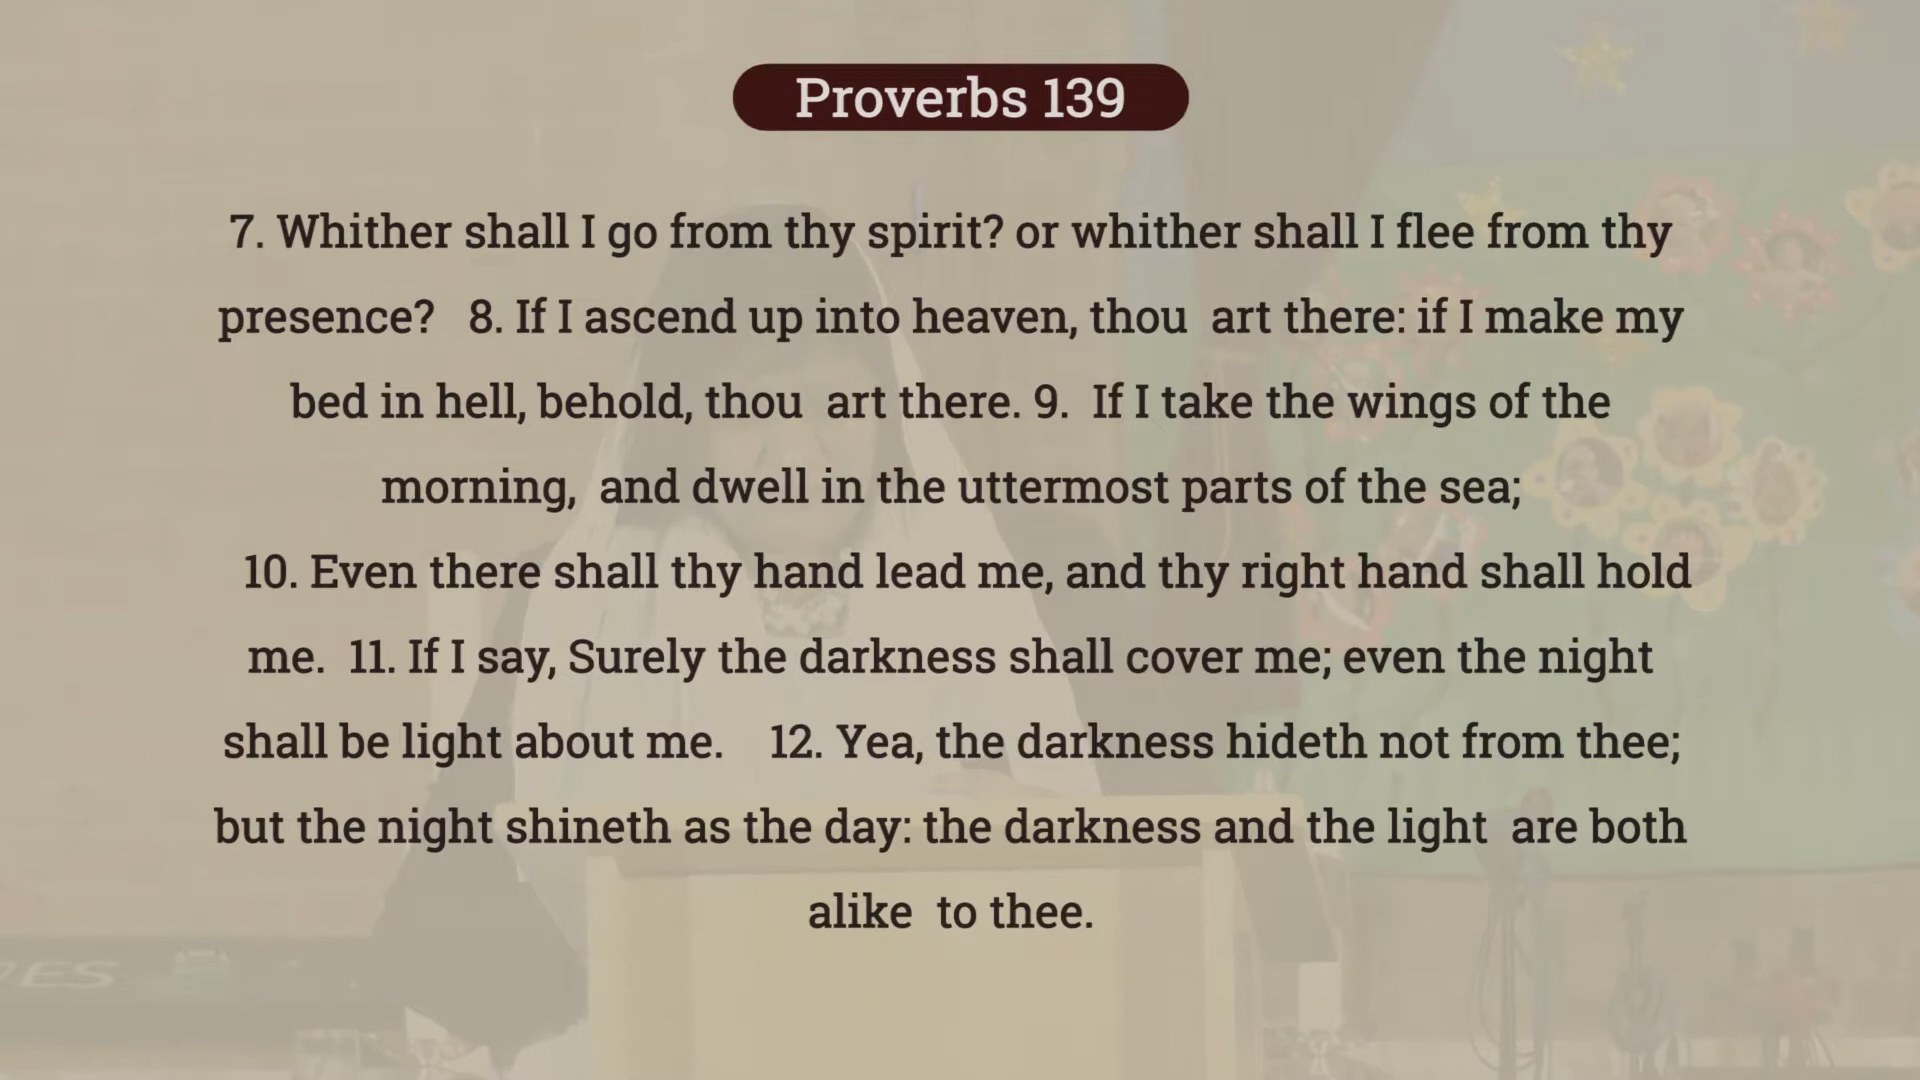 Proverbs 139
7. Whither shall I go from thy spirit? or whither shall I flee from thy
presence? 8. If I ascend up into heaven, thou art there: if I make my
bed in hell, behold, thou art there. 9. If I take the wings of the
morning, and dwell in the uttermost parts of the sea;
10. Even there shall thy hand lead me, and thy right hand shall hold
me. 11. If I say, Surely the darkness shall cover me; even the night
shall be light about me. 12. Yea, the darkness hideth not from thee;
but the night shineth as the day: the darkness and the light are both
alike to thee.